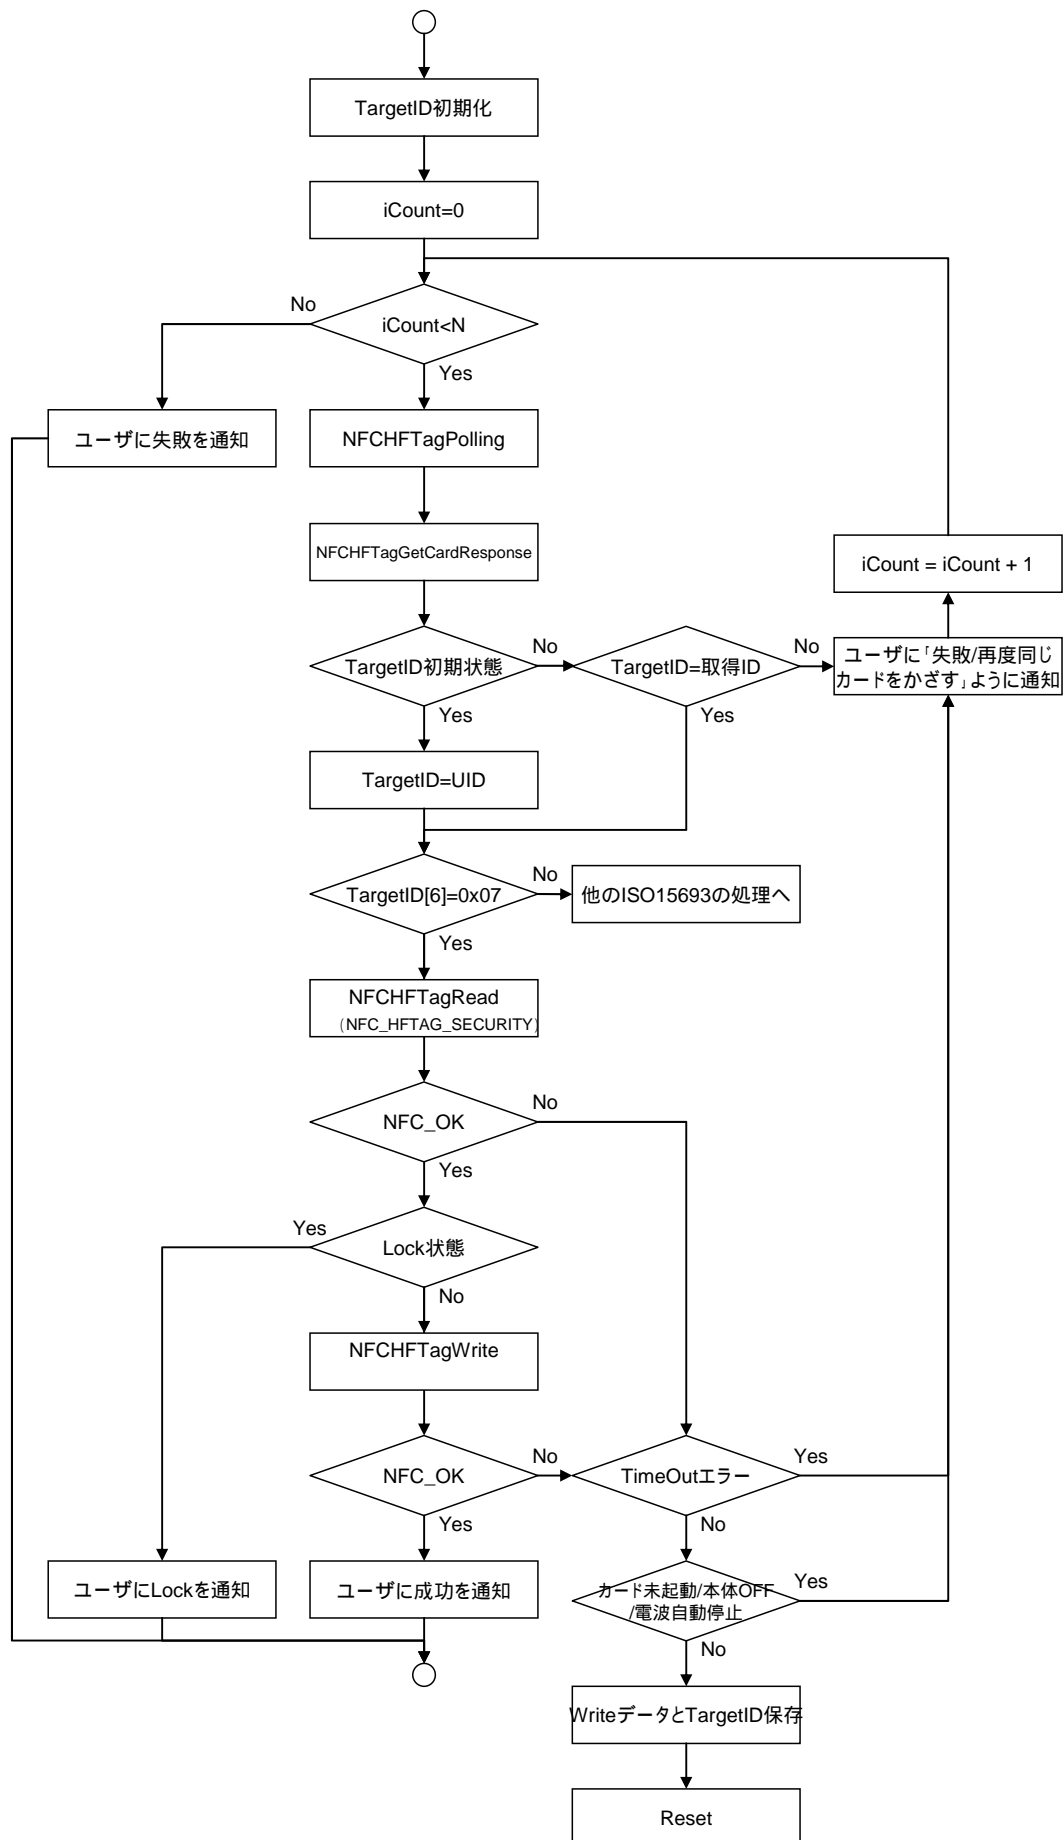 TargetID初期化
iCount=0
No
iCount<N
Yes
ユーザに失敗を通知
NFCHFTagPolling
NFCHFTagGetCardResponse
iCount = iCount + 1
TargetID初期状態
No
TargetID=取得ID
No
ユーザに「失敗/再度同じ
カードをかざす」ように通知
Yes
Yes
TargetID=UID
TargetID[6]=0x07
No
他のISO15693の処理へ
Yes
NFCHFTagRead
(NFC_HFTAG_SECURITY)
NFC_OK
No
Yes
Yes
Lock状態
No
NFCHFTagWrite
NFC_OK
No
TimeOutエラー
Yes
Yes
No
ユーザにLockを通知
ユーザに成功を通知
カード未起動/本体OFF
/電波自動停止
Yes
No
WriteデータとTargetID保存
Reset